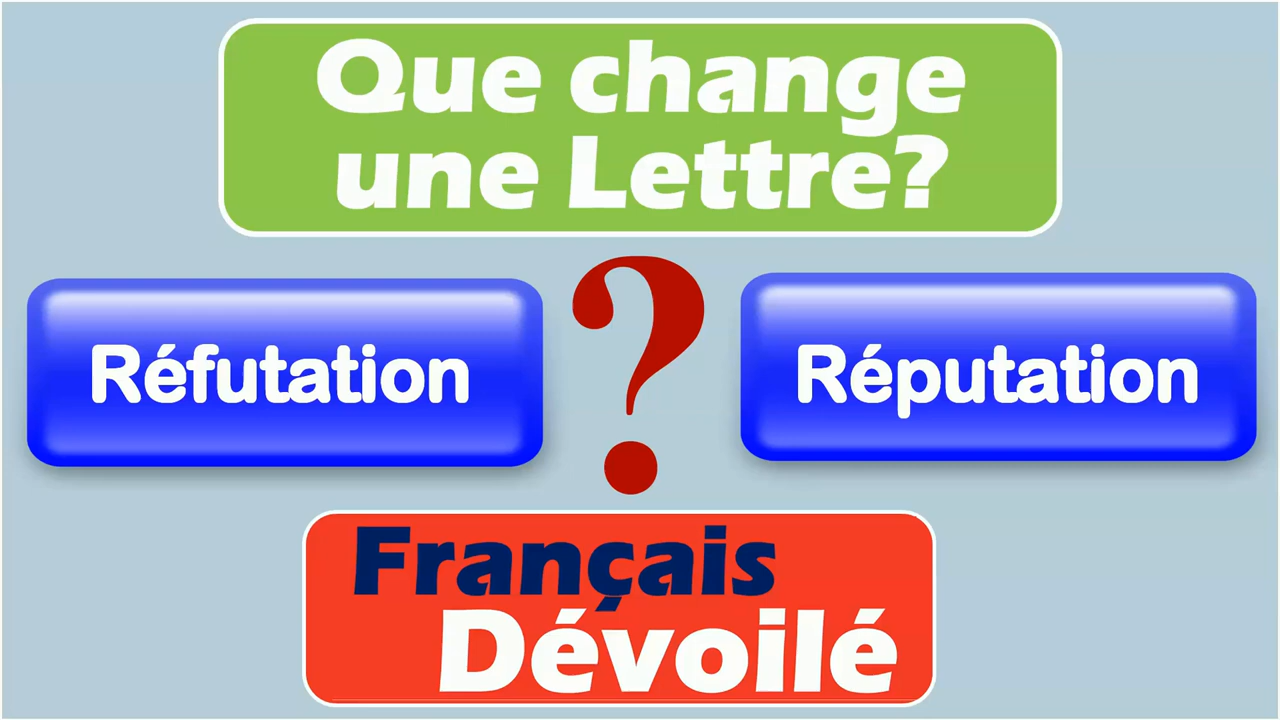 Que change
une Lettre?
Réfutation
?
Réputation
Français
Dévoilé